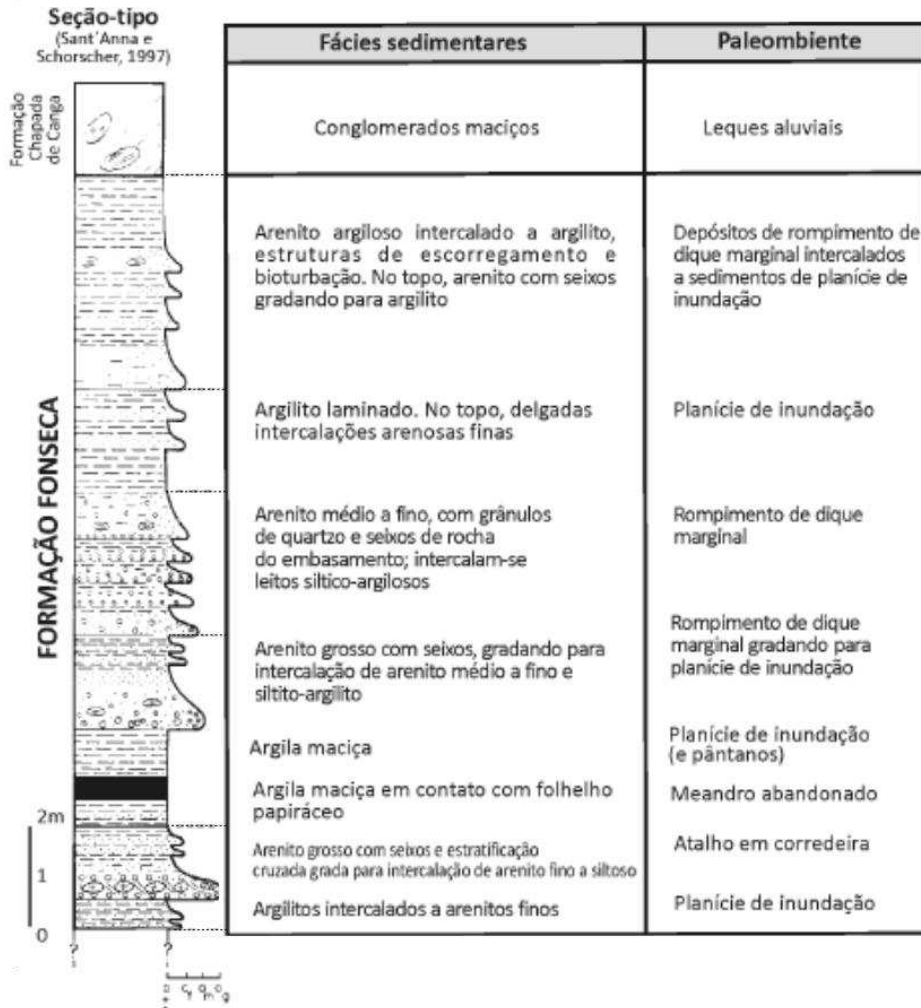 Seção-tipo
(Sant'Anna e
Schorscher, 1997)
Fácies sedimentares
Paleombiente
Formação
Chapada
de Canga
Conglomerados maciços
Leques aluviais
FORMAÇÃO FONSECA
Arenito argiloso intercalado a argilito,
estruturas de escorregamento e
bioturbação. No topo, arenito com seixos
gradando para argilito
Depósitos de rompimento de
dique marginal intercalados
a sedimentos de planície de
inundação
Argilito laminado. No topo, delgadas
intercalações arenosas finas
Planície de inundação
Arenito médio a fino, com grânulos
de quartzo e seixos de rocha
do embasamento; intercalam-se
leitos síltico-argilosos
Rompimento de dique
marginal
Arenito grosso com seixos, gradando para
intercalação de arenito médio a fino e
siltito-argilito
Rompimento de dique
marginal gradando para
planície de inundação
Argila maciça
Planície de inundação
(e pântanos)
Argila maciça em contato com folhelho
papiráceo
Meandro abandonado
Arenito grosso com seixos e estratificação
cruzada grada para intercalação de arenito fino a siltoso
Atalho em corredeira
Argilitos intercalados a arenitos finos
Planície de inundação
2m
1
0
? ?